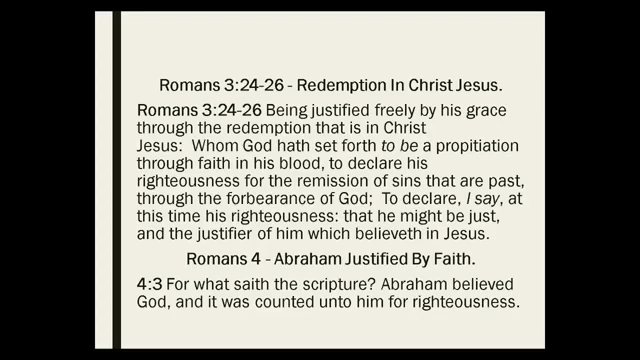 Romans 3:24-26 - Redemption In Christ Jesus.
Romans 3:24-26 Being justified freely by his grace
through the redemption that is in Christ
Jesus:  Whom God hath set forth to be a propitiation
through faith in his blood, to declare his
righteousness for the remission of sins that are past,
through the forbearance of God;  To declare, I say, at
this time his righteousness: that he might be just,
and the justifier of him which believeth in Jesus.
Romans 4 - Abraham Justified By Faith.
4:3 For what saith the scripture? Abraham believed
God, and it was counted unto him for righteousness.